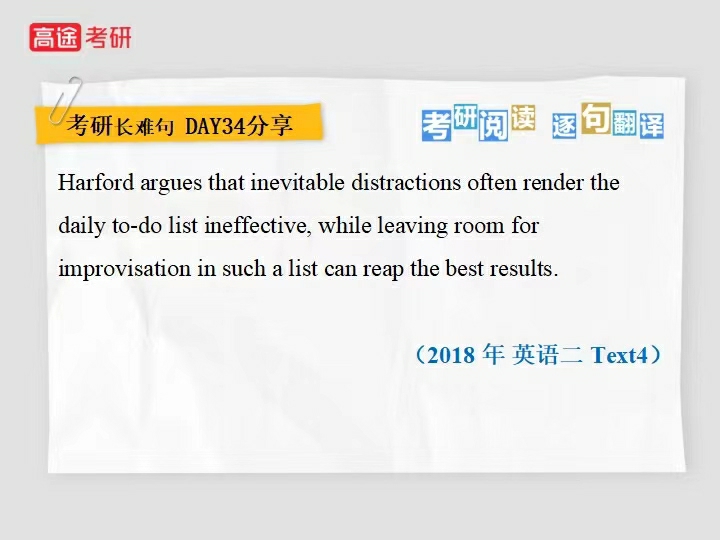 高途 考研
考研长难句 DAY34分享
考研阅读 逐句翻译
Harford argues that inevitable distractions often render the
daily to-do list ineffective, while leaving room for
improvisation in such a list can reap the best results.
（2018 年 英语二 Text4）